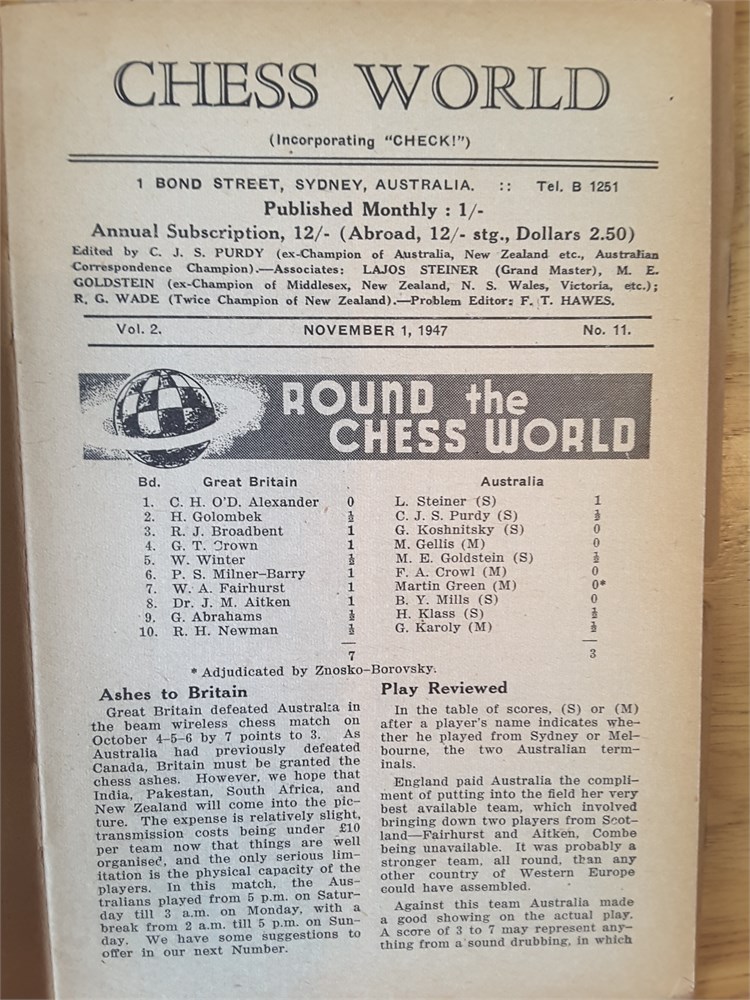 CHESS WORLD
(Incorporating "CHECK!")
1 BOND STREET, SYDNEY, AUSTRALIA. :: Tel. B 1251
Published Monthly : 1/-
Annual Subscription, 12/- (Abroad, 12/- stg., Dollars 2.50)
Edited by C. J. S. PURDY (ex-Champion of Australia, New Zealand etc., Australian
Correspondence Champion).—Associates: LAJOS STEINER (Grand Master), M. E.
GOLDSTEIN (ex-Champion of Middlesex, New Zealand, N. S. Wales, Victoria, etc.);
R. G. WADE (Twice Champion of New Zealand).—Problem Editor: F. T. HAWES.
Vol. 2. NOVEMBER 1, 1947 No. 11.
ROUND the
CHESS WORLD
Bd. Great Britain Australia
1. C. H. O'D. Alexander 0 L. Steiner (S) 1
2. H. Golombek ½ C. J. S. Purdy (S) ½
3. R. J. Broadbent 1 G. Koshnitsky (S) 0
4. G. T. Crown 1 M. Gellis (M) 0
5. W. Winter ½ M. E. Goldstein (S) ½
6. P. S. Milner-Barry 1 F. A. Crowl (M) 0
7. W. A. Fairhurst 1 Martin Green (M) 0*
8. Dr. J. M. Aitken 1 B. Y. Mills (S) 0
9. G. Abrahams ½ H. Klass (S) ½
10. R. H. Newman ½ G. Karoly (M) ½
7 3
* Adjudicated by Znosko-Borovsky.
Ashes to Britain
Great Britain defeated Australia in
the beam wireless chess match on
October 4-5-6 by 7 points to 3. As
Australia had previously defeated
Canada, Britain must be granted the
chess ashes. However, we hope that
India, Pakestan, South Africa, and
New Zealand will come into the pic-
ture. The expense is relatively slight,
transmission costs being under £10
per team now that things are well
organised, and the only serious lim-
itation is the physical capacity of the
players. In this match, the Aus-
tralians played from 5 p.m. on Satur-
day till 3 a.m. on Monday, with a
break from 2 a.m. till 5 p.m. on Sun-
day. We have some suggestions to
offer in our next Number.
Play Reviewed
In the table of scores, (S) or (M)
after a player's name indicates whe-
ther he played from Sydney or Mel-
bourne, the two Australian term-
inals.
England paid Australia the compli-
ment of putting into the field her very
best available team, which involved
bringing down two players from Scot-
land—Fairhurst and Aitken, Combe
being unavailable. It was probably a
stronger team, all round, than any
other country of Western Europe
could have assembled.
Against this team Australia made
a good showing on the actual play.
A score of 3 to 7 may represent any-
thing from a sound drubbing, in which